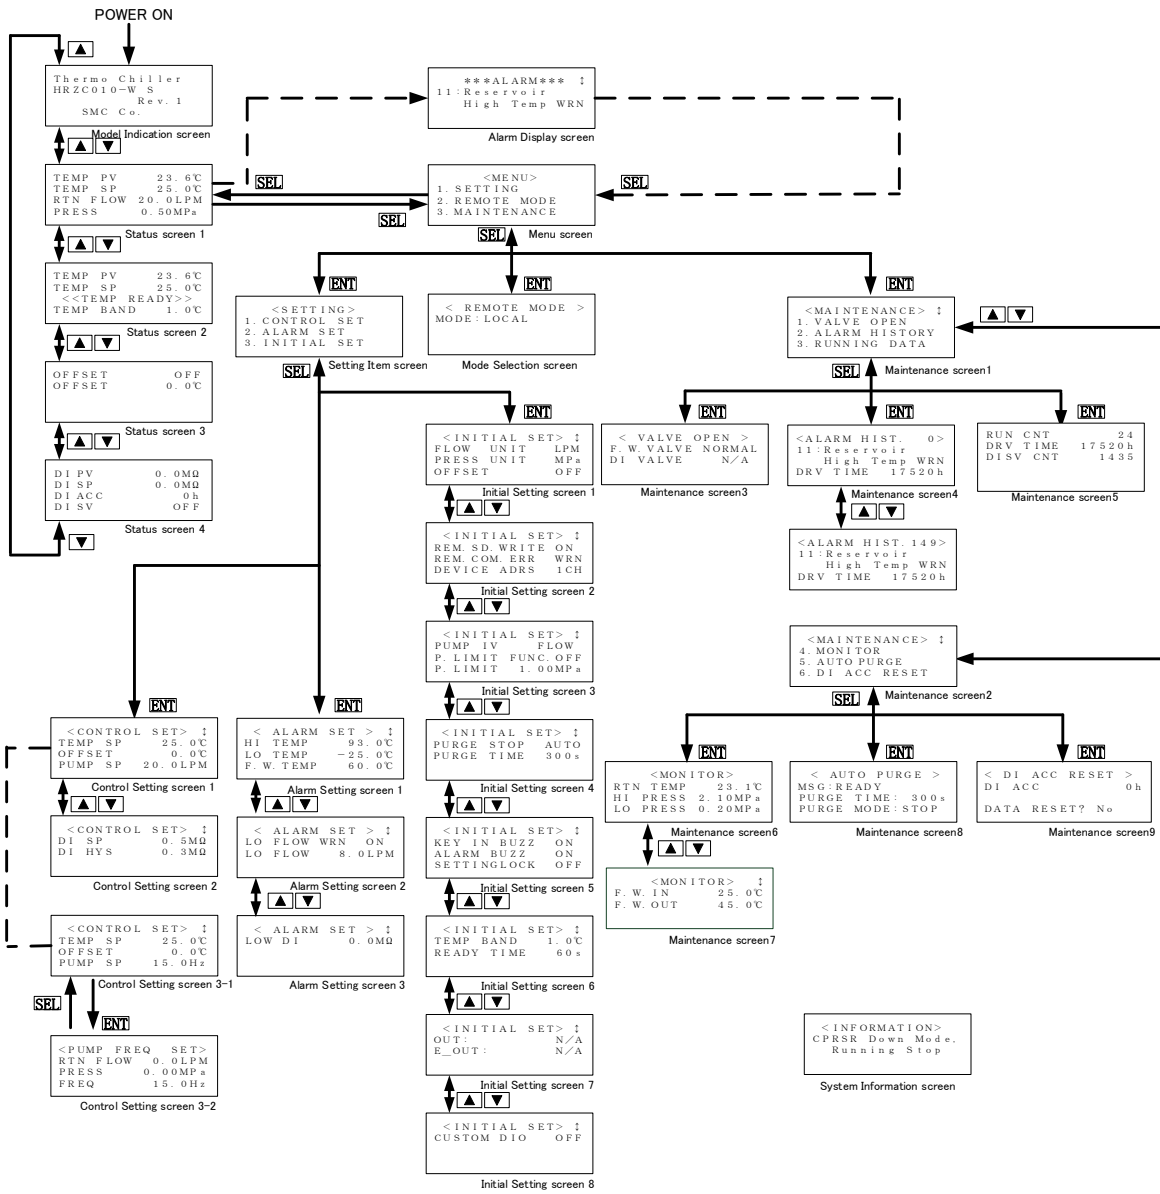 POWER ON
▲
Thermo Chiller
HRZC010-W S
Rev. 1
SMC Co.
Model Indication screen
▲ ▼
TEMP PV 23. 6℃
TEMP SP 25. 0℃
RTN FLOW 20. 0LPM
PRESS 0. 50MPa
Status screen 1
▲ ▼
TEMP PV 23. 6℃
TEMP SP 25. 0℃
<<TEMP READY>>
TEMP BAND 1. 0℃
Status screen 2
▲ ▼
OFFSET OFF
OFFSET 0. 0℃
Status screen 3
▲ ▼
DI PV 0. 0MΩ
DI SP 0. 0MΩ
DI ACC 0h
DI SV OFF
Status screen 4
▼
***ALARM*** ↕
11:Reservoir
High Temp WRN
Alarm Display screen
SEL
SEL
SEL
<MENU>
1. SETTING
2. REMOTE MODE
3. MAINTENANCE
Menu screen
SEL
ENT
ENT
ENT
<SETTING>
1. CONTROL SET
2. ALARM SET
3. INITIAL SET
Setting Item screen
< REMOTE MODE >
MODE:LOCAL
Mode Selection screen
<MAINTENANCE> ↕
1. VALVE OPEN
2. ALARM HISTORY
3. RUNNING DATA
Maintenance screen1
▲ ▼
SEL
SEL
ENT
ENT
ENT
ENT
<INITIAL SET> ↕
FLOW UNIT LPM
PRESS UNIT MPa
OFFSET OFF
Initial Setting screen 1
▲ ▼
<INITIAL SET> ↕
REM. SD. WRITE ON
REM. COM. ERR WRN
DEVICE ADRS 1CH
Initial Setting screen 2
▲ ▼
<INITIAL SET> ↕
PUMP IV FLOW
P. LIMIT FUNC. OFF
P. LIMIT 1. 00MPa
Initial Setting screen 3
▲ ▼
<INITIAL SET> ↕
PURGE STOP AUTO
PURGE TIME 300s
Initial Setting screen 4
▲ ▼
<INITIAL SET> ↕
KEY IN BUZZ ON
ALARM BUZZ ON
SETTINGLOCK OFF
Initial Setting screen 5
▲ ▼
<INITIAL SET> ↕
TEMP BAND 1. 0℃
READY TIME 60s
Initial Setting screen 6
▲ ▼
<INITIAL SET> ↕
OUT: N/A
E_OUT: N/A
Initial Setting screen 7
▲ ▼
<INITIAL SET> ↕
CUSTOM DIO OFF
Initial Setting screen 8
< VALVE OPEN >
F. W. VALVE NORMAL
DI VALVE N/A
Maintenance screen3
<ALARM HIST. 0>
11:Reservoir
High Temp WRN
DRV TIME 17520h
Maintenance screen4
▲ ▼
<ALARM HIST. 149>
11:Reservoir
High Temp WRN
DRV TIME 17520h
RUN CNT 24
DRV TIME 17520h
DISV CNT 1435
Maintenance screen5
<MAINTENANCE> ↕
4. MONITOR
5. AUTO PURGE
6. DI ACC RESET
Maintenance screen2
SEL
ENT
ENT
ENT
<MONITOR>
RTN TEMP 23. 1℃
HI PRESS 2. 10MPa
LO PRESS 0. 20MPa
Maintenance screen6
▲ ▼
<MONITOR> ↕
F. W. IN 25. 0℃
F. W. OUT 45. 0℃
Maintenance screen7
< AUTO PURGE >
MSG:READY
PURGE TIME: 300s
PURGE MODE:STOP
Maintenance screen8
< DI ACC RESET >
DI ACC 0h
DATA RESET? No
Maintenance screen9
ENT
ENT
<CONTROL SET> ↕
TEMP SP 25. 0℃
OFFSET 0. 0℃
PUMP SP 20. 0LPM
Control Setting screen 1
▲ ▼
<CONTROL SET> ↕
DI SP 0. 5MΩ
DI HYS 0. 3MΩ
Control Setting screen 2
<CONTROL SET> ↕
TEMP SP 25. 0℃
OFFSET 0. 0℃
PUMP SP 15. 0Hz
Control Setting screen 3-1
SEL
ENT
<PUMP FREQ SET>
RTN FLOW 0. 0LPM
PRESS 0. 00MPa
FREQ 15. 0Hz
Control Setting screen 3-2
< ALARM SET > ↕
HI TEMP 93. 0℃
LO TEMP -25. 0℃
F. W. TEMP 60. 0℃
Alarm Setting screen 1
▲ ▼
< ALARM SET > ↕
LO FLOW WRN ON
LO FLOW 8. 0LPM
Alarm Setting screen 2
▲ ▼
< ALARM SET > ↕
LOW DI 0. 0MΩ
Alarm Setting screen 3
<INFORMATION>
CPRSR Down Mode,
Running Stop
System Information screen